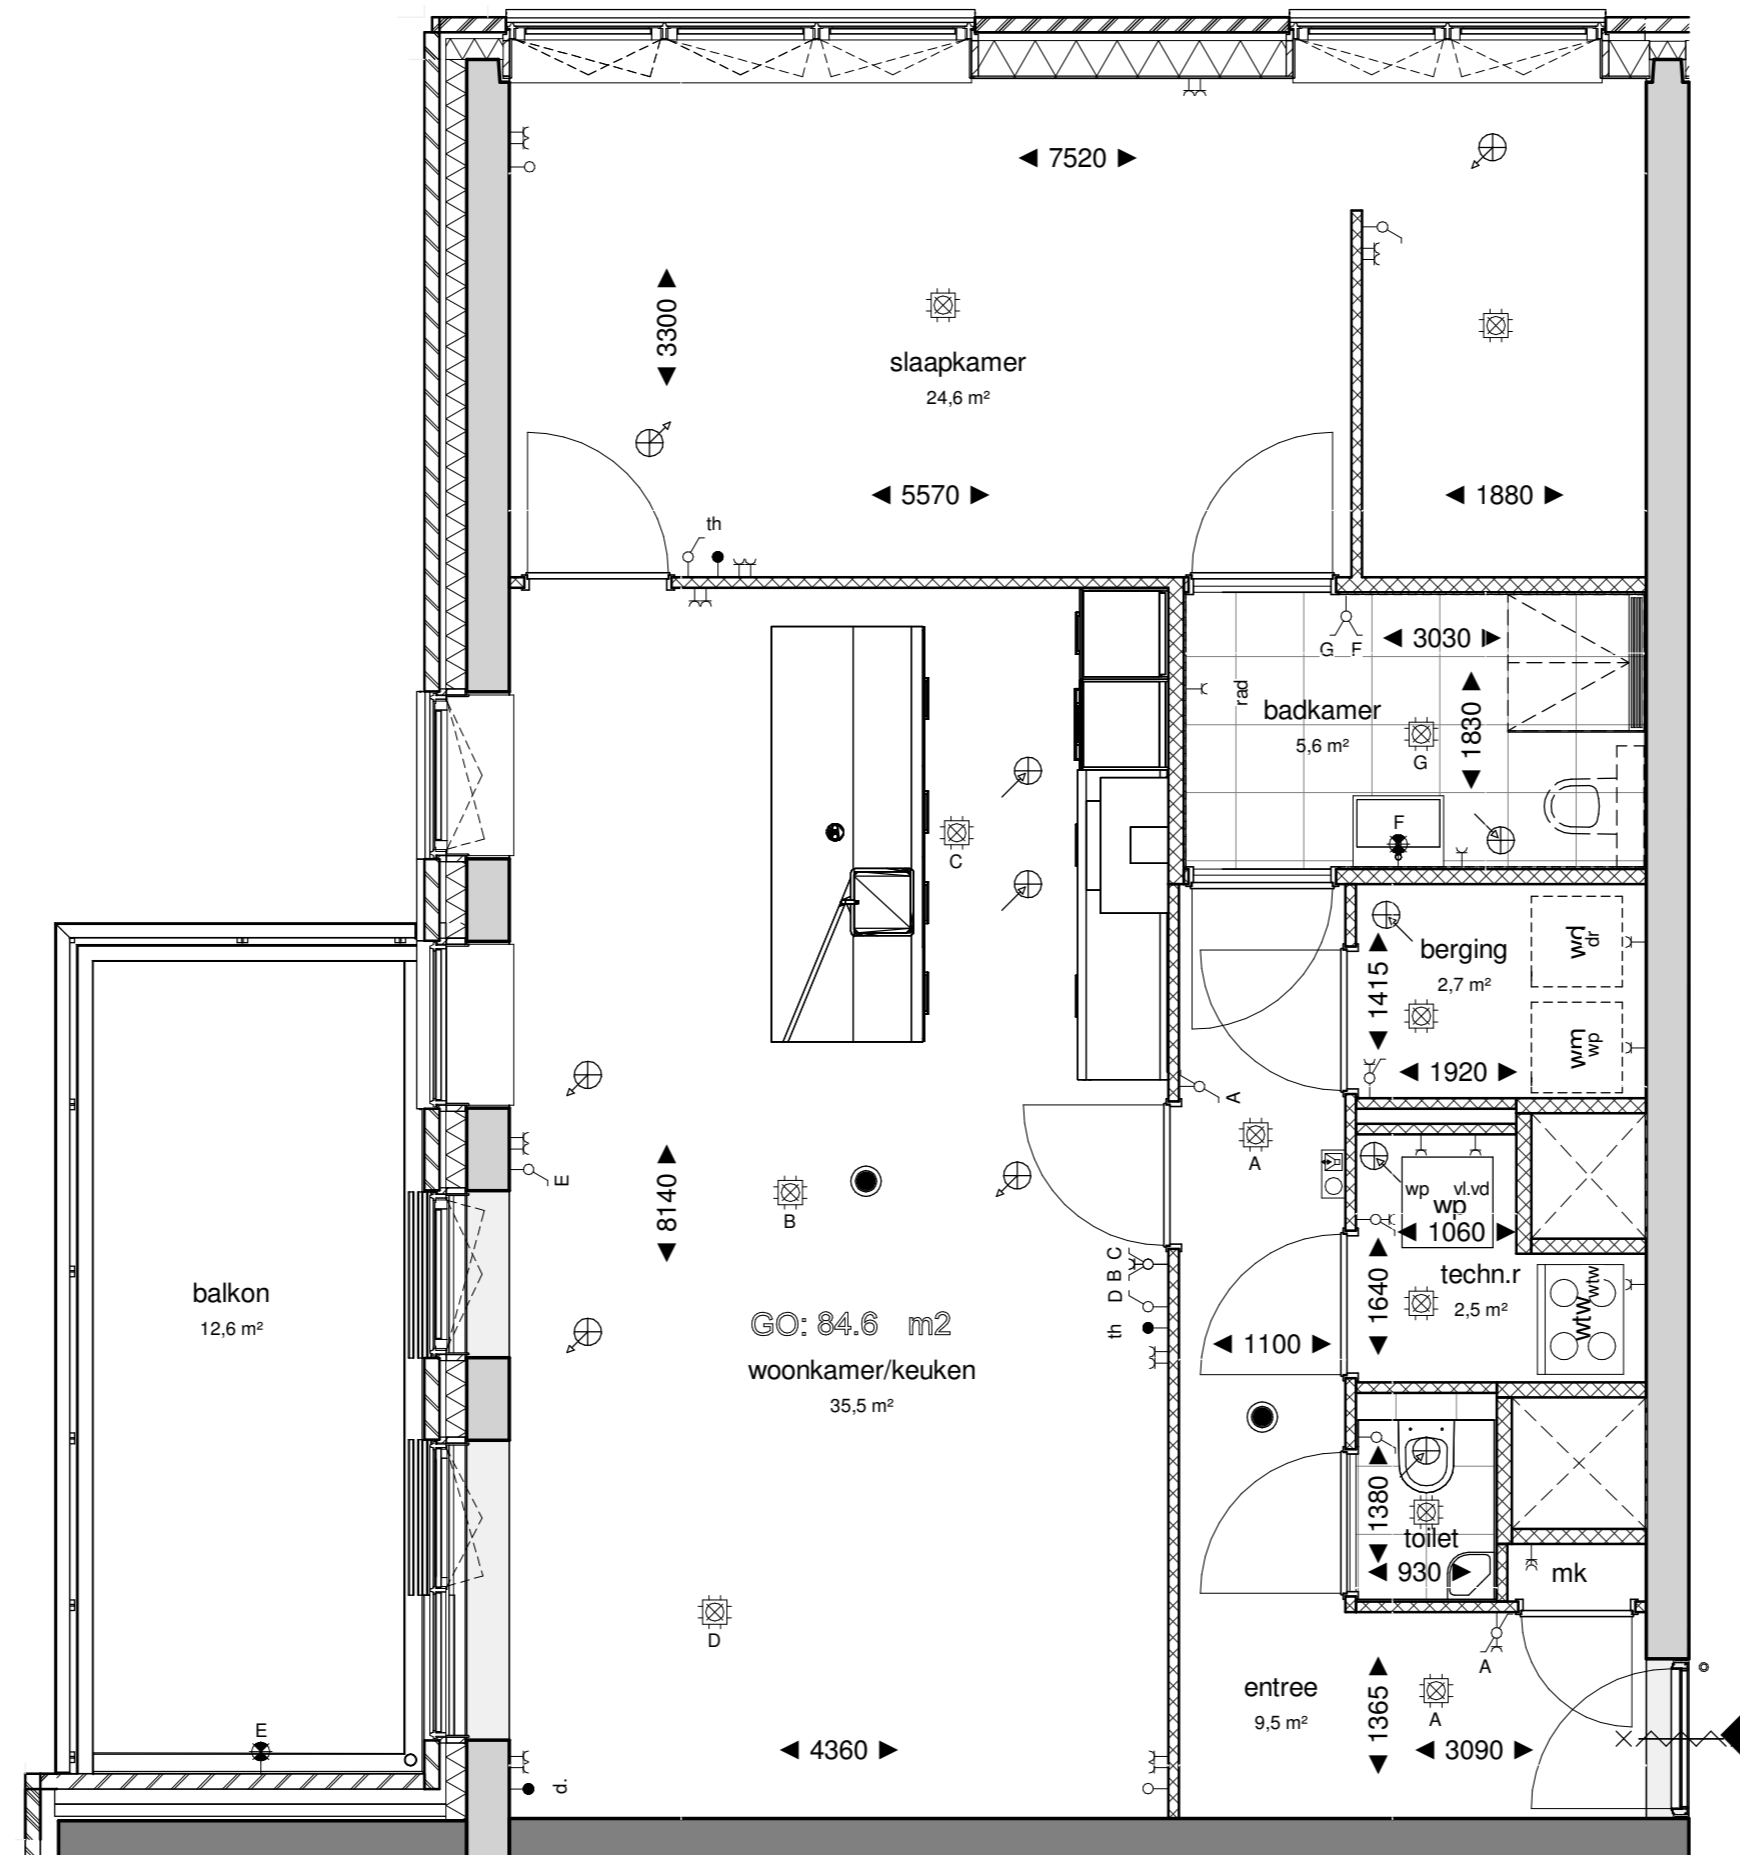 7520
3300
slaapkamer
24,6 m²
5570
1880
th
G F
3030
rad
badkamer
5,6 m²
1830
G
F
C
berging
2,7 m²
1415
1920
wd
dr
wm
wp
A
A
E
8140
B
wp vl.vd
wp
1060
D B C
th
balkon
12,6 m²
GO: 84.6 m2
woonkamer/keuken
35,5 m²
1100
1640
techn.r
2,5 m²
wtw
wtw
1380
toilet
930
mk
D
A
entree
9,5 m²
1365
A
3090
4360
E
d.